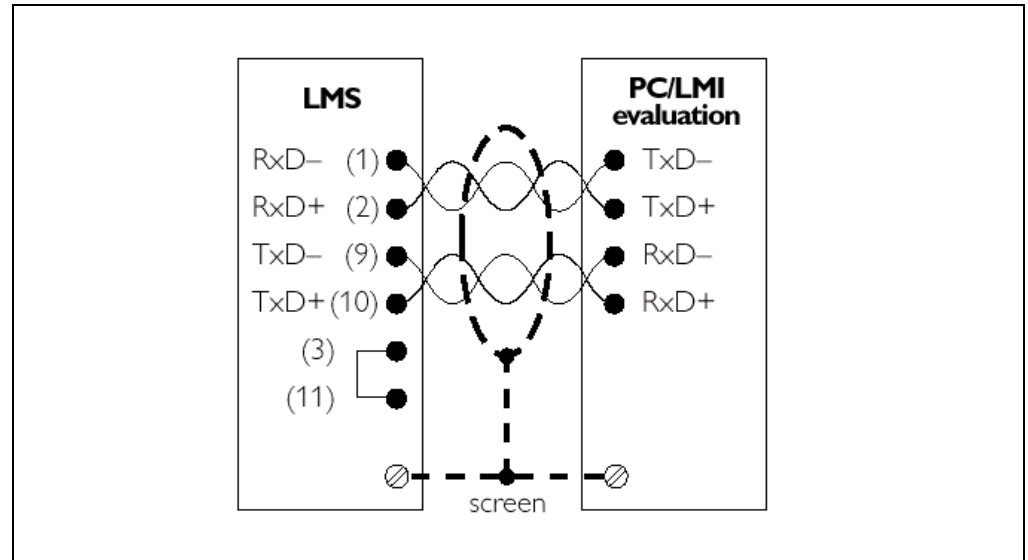 LMS
PC/LMI
evaluation
RxD– (1)
TxD–
RxD+ (2)
TxD+
TxD– (9)
RxD–
TxD+ (10)
RxD+
(3)
(11)
screen